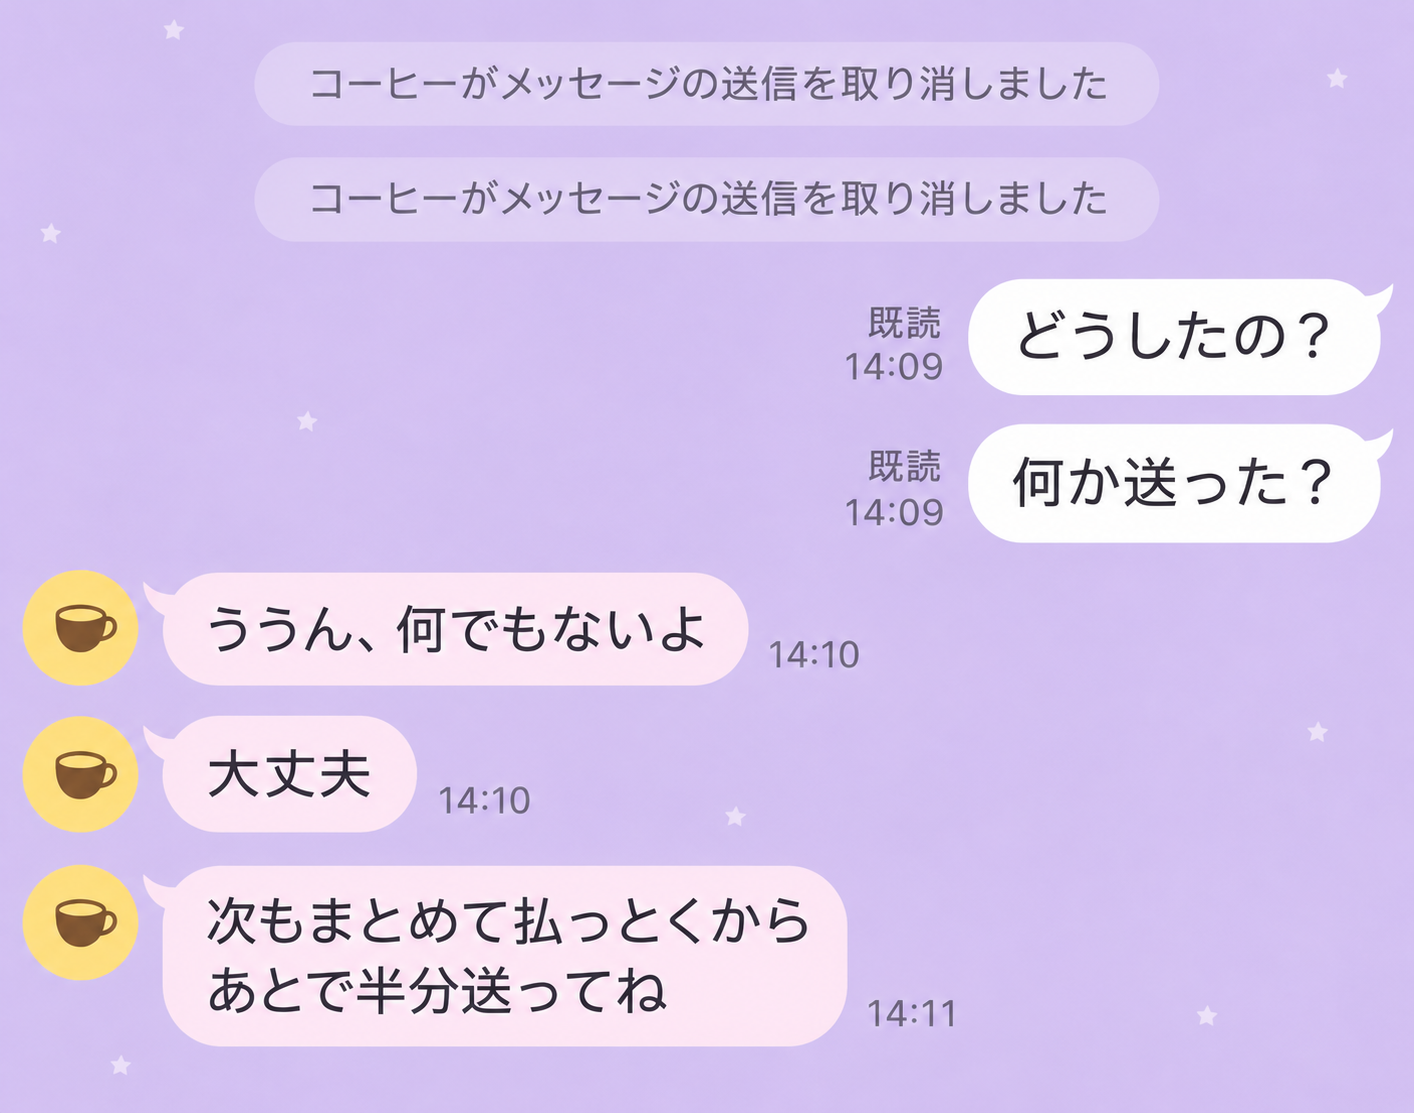 コーヒーがメッセージの送信を取り消しました
コーヒーがメッセージの送信を取り消しました
どうしたの？
既読
14:09
何か送った？
既読
14:09
ううん、何でもないよ
14:10
大丈夫
14:10
次もまとめて払っとくから
あとで半分送ってね
14:11